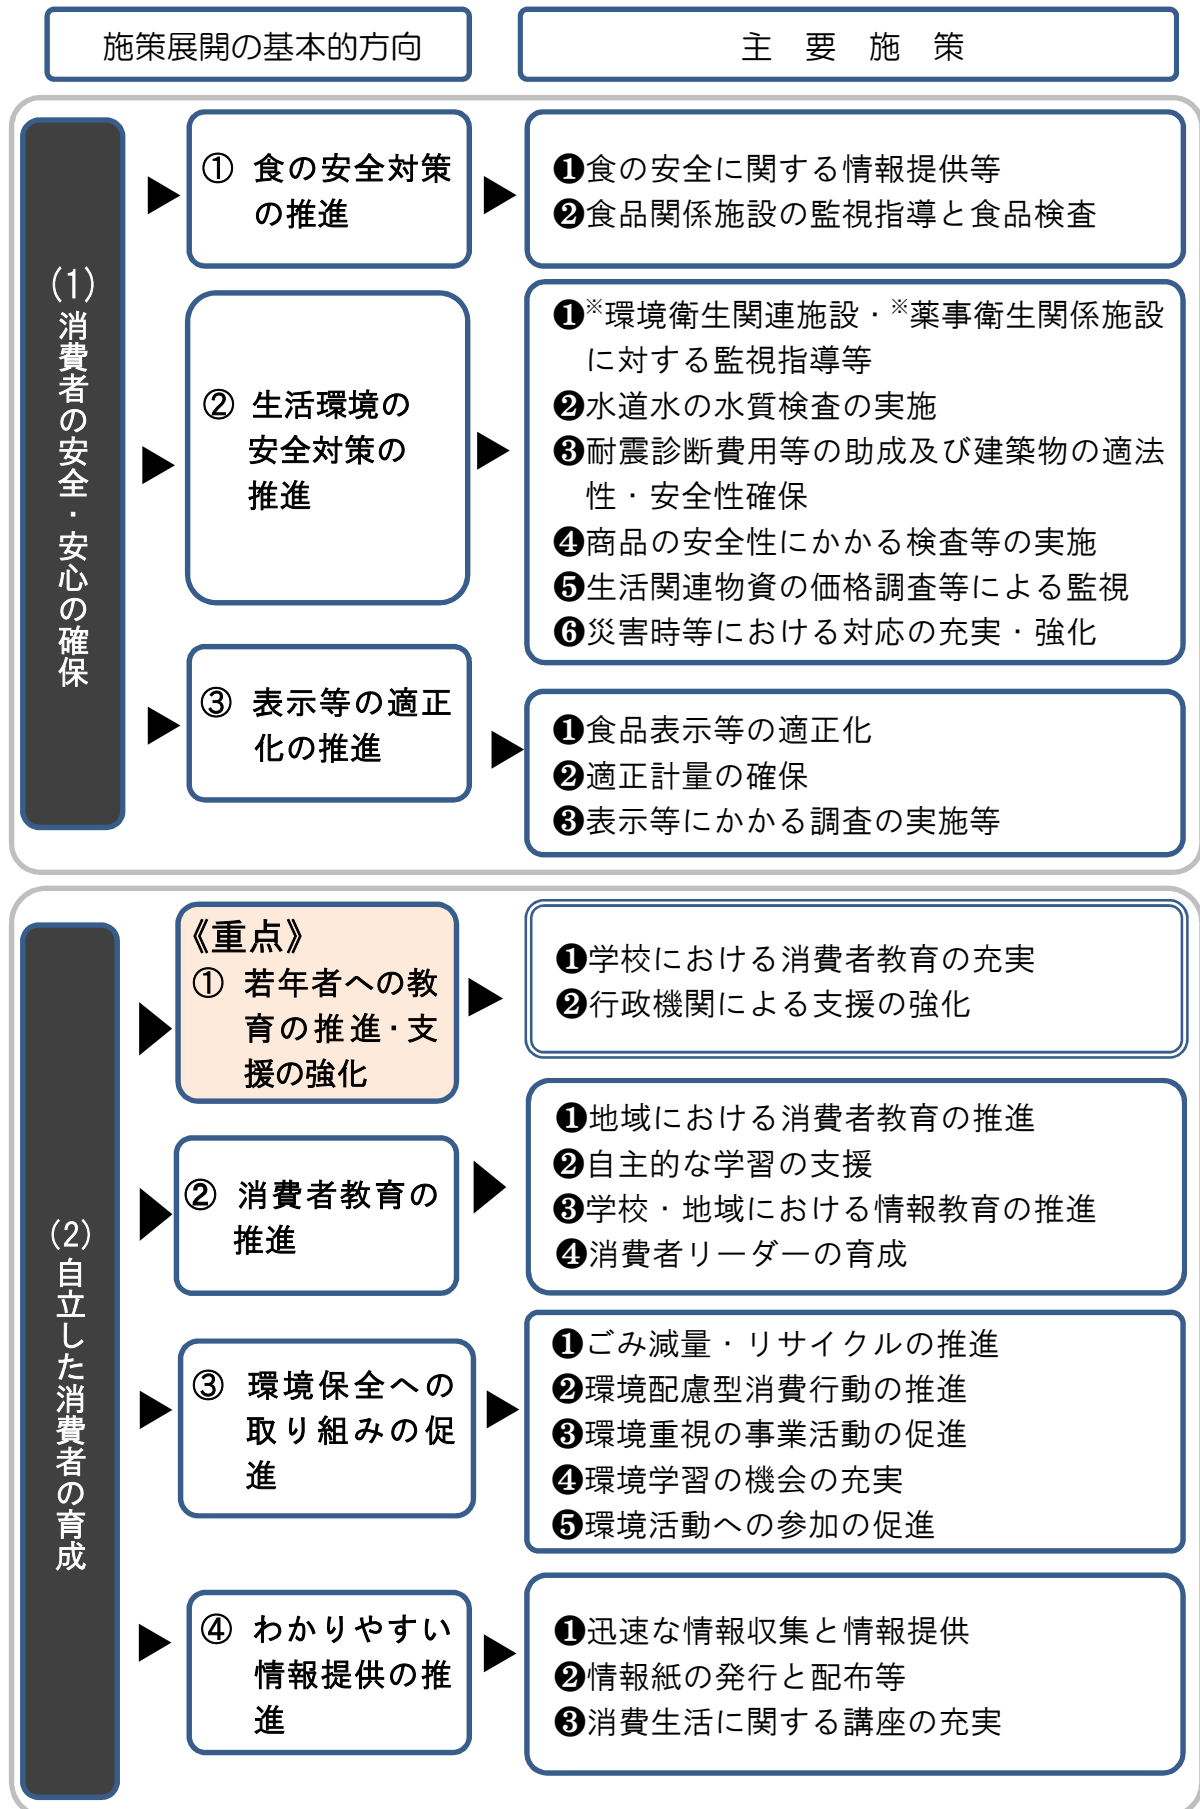 施策展開の基本的方向
主 要 施 策
(1)消費者の安全・安心の確保
① 食の安全対策
の推進
❶食の安全に関する情報提供等
❷食品関係施設の監視指導と食品検査
② 生活環境の
安全対策の
推進
❶※環境衛生関連施設・※薬事衛生関係施設
に対する監視指導等
❷水道水の水質検査の実施
❸耐震診断費用等の助成及び建築物の適法
性・安全性確保
❹商品の安全性にかかる検査等の実施
❺生活関連物資の価格調査等による監視
❻災害時等における対応の充実・強化
③ 表示等の適正
化の推進
❶食品表示等の適正化
❷適正計量の確保
❸表示等にかかる調査の実施等
(2)自立した消費者の育成
《重点》
① 若年者への教
育の推進・支
援の強化
❶学校における消費者教育の充実
❷行政機関による支援の強化
② 消費者教育の
推進
❶地域における消費者教育の推進
❷自主的な学習の支援
❸学校・地域における情報教育の推進
❹消費者リーダーの育成
③ 環境保全への
取り組みの促
進
❶ごみ減量・リサイクルの推進
❷環境配慮型消費行動の推進
❸環境重視の事業活動の促進
❹環境学習の機会の充実
❺環境活動への参加の促進
④ わかりやすい
情報提供の推
進
❶迅速な情報収集と情報提供
❷情報紙の発行と配布等
❸消費生活に関する講座の充実